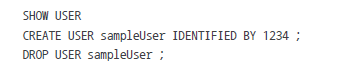 SHOW USER
CREATE USER sampleUser IDENTIFIED BY 1234 ;
DROP USER sampleUser ;